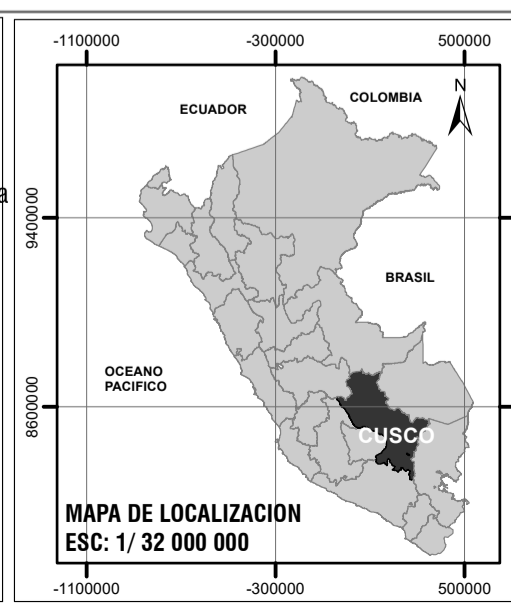 -1100000
-300000
500000
N
COLOMBIA
ECUADOR
a
9400000
BRASIL
OCEANO
PACIFICO
8600000
CUSCO
MAPA DE LOCALIZACION
ESC: 1/ 32 000 000
-1100000
-300000
500000